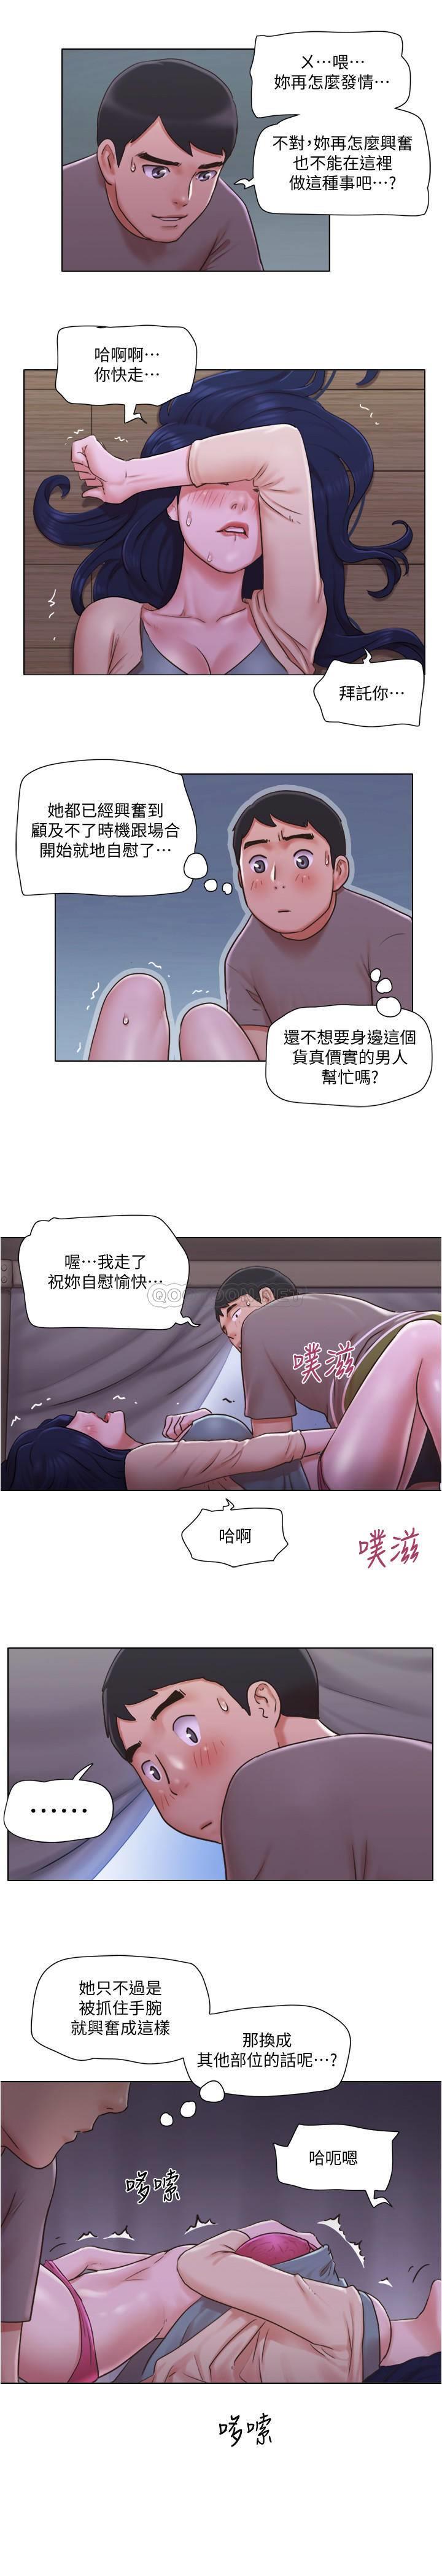 ㄨ…喂…
妳再怎麼發情…
不對，妳再怎麼興奮
也不能在這裡
做這種事吧…?
哈啊啊…
你快走…
拜託你…
她都已經興奮到
顧及不了時機跟場合
開始就地自慰了…
還不想要身邊這個
貨真價實的男人
幫忙嗎?
喔…我走了
祝妳自慰愉快…
噗滋
哈啊
噗滋
……
她只不過是
被抓住手腕
就興奮成這樣
那換成
其他部位的話呢…?
哈呃嗯
哆嗦
哆嗦